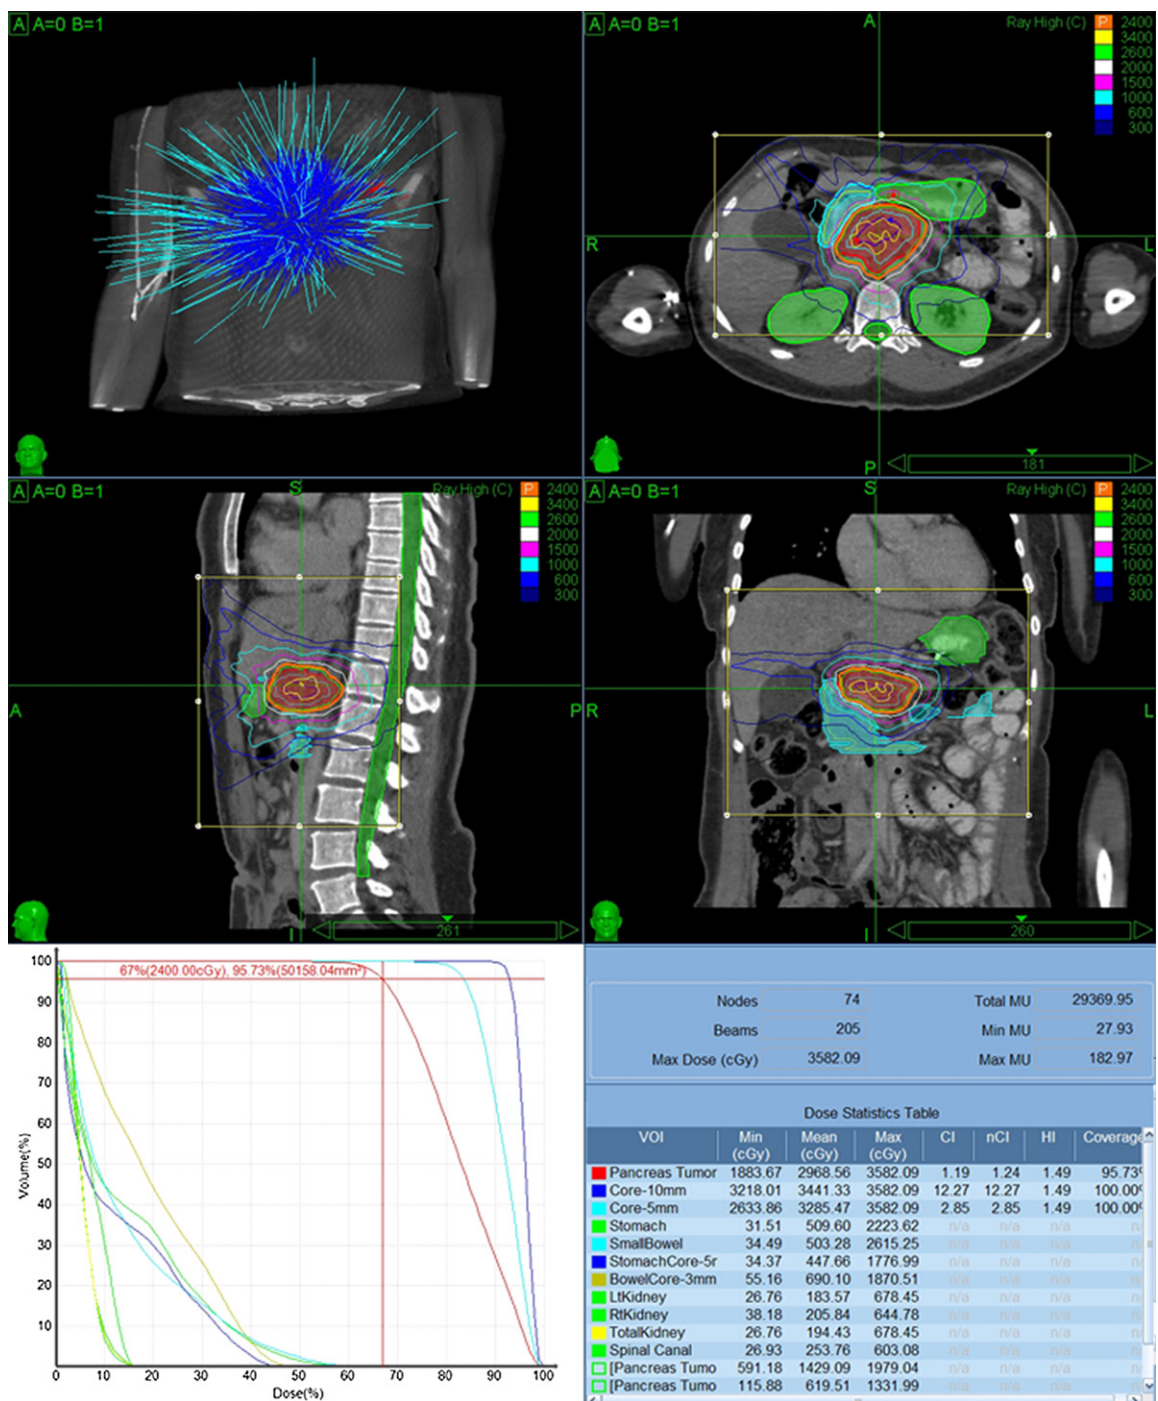 A A=0 B=1
A A=0 B=1
A
Ray High (C)
P 2400
3400
2600
2000
1500
1000
600
300
R
L
P
181
A A=0 B=1
S
Ray High (C)
P 2400
3400
2600
2000
1500
1000
600
300
A
P
I
261
A A=0 B=1
S
Ray High (C)
P 2400
3400
2600
2000
1500
1000
600
300
R
L
I
260
67%(2400.00cGy), 95.73%(50158.04mm³)
100
90
80
70
60
50
40
30
20
10
Volume(%)
0 10 20 30 40 50 60 70 80 90 100
Dose(%)
Nodes 74 Total MU 29369.95
Beams 205 Min MU 27.93
Max Dose (cGy) 3582.09 Max MU 182.97
Dose Statistics Table
VOI Min (cGy) Mean (cGy) Max (cGy) CI nCI HI Coverage
Pancreas Tumor 1883.67 2968.56 3582.09 1.19 1.24 1.49 95.73%
Core-10mm 3218.01 3441.33 3582.09 12.27 12.27 1.49 100.00%
Core-5mm 2633.86 3285.47 3582.09 2.85 2.85 1.49 100.00%
Stomach 31.51 509.60 2223.62 n/a n/a n/a n/
SmallBowel 34.49 503.28 2615.25 n/a n/a n/a n/
StomachCore-5r 34.37 447.66 1776.99 n/a n/a n/a n/
BowelCore-3mm 55.16 690.10 1870.51 n/a n/a n/a n/
LtKidney 26.76 183.57 678.45 n/a n/a n/a n/
RtKidney 38.18 205.84 644.78 n/a n/a n/a n/
TotalKidney 26.76 194.43 678.45 n/a n/a n/a n/
Spinal Canal 26.93 253.76 603.08 n/a n/a n/a n/
[Pancreas Tumo 591.18 1429.09 1979.04 n/a n/a n/a n/
[Pancreas Tumo 115.88 619.51 1331.99 n/a n/a n/a n/